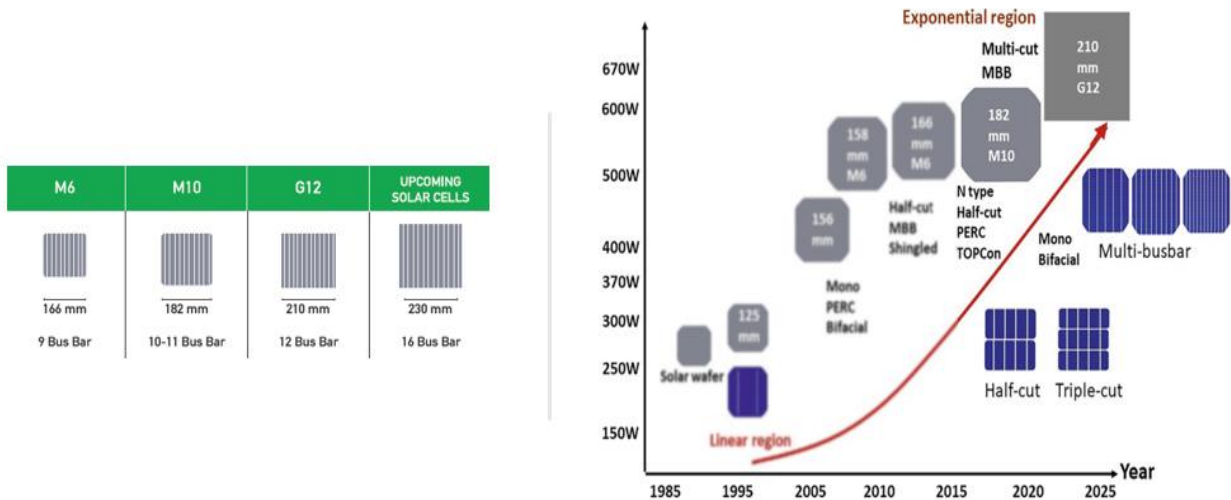 M6 M10 G12 UPCOMING SOLAR CELLS
166 mm 182 mm 210 mm 230 mm
9 Bus Bar 10-11 Bus Bar 12 Bus Bar 16 Bus Bar
Exponential region
670W
600W
500W
400W
370W
300W
250W
150W
Multi-cut
MBB
210
mm
G12
182
mm
M10
166
mm
M6
158
mm
M6
156
mm
125
mm
N type
Half-cut
PERC
TOPCon
Half-cut
MBB
Shingled
Mono
PERC
Bifacial
Mono
Bifacial
Multi-busbar
Solar wafer
Half-cut
Triple-cut
Linear region
Year
1985 1995 2005 2010 2015 2020 2025